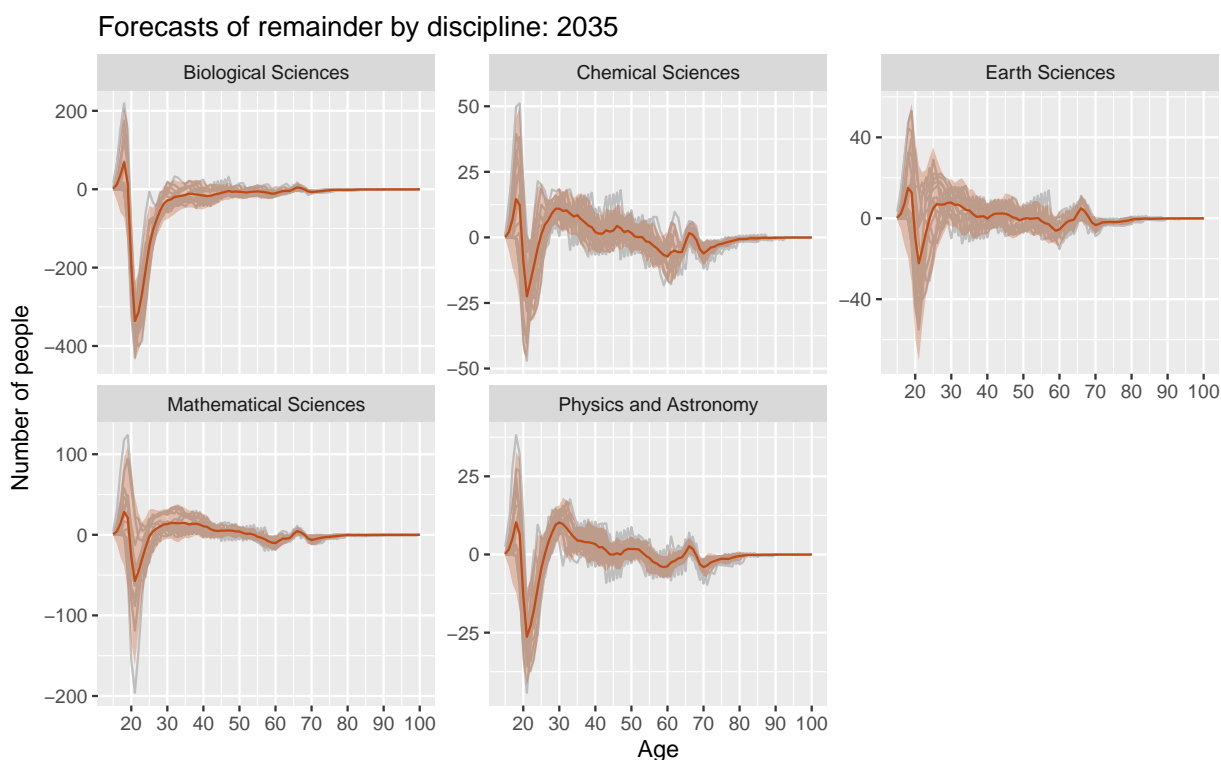 Forecasts of remainder by discipline: 2035
Biological Sciences
Chemical Sciences
Earth Sciences
200
0
−200
−400
50
25
0
−25
−50
40
0
−40
20 30 40 50 60 70 80 90 100
Number of people
Mathematical Sciences
Physics and Astronomy
100
0
−100
−200
25
0
−25
20 30 40 50 60 70 80 90 100
20 30 40 50 60 70 80 90 100
Age